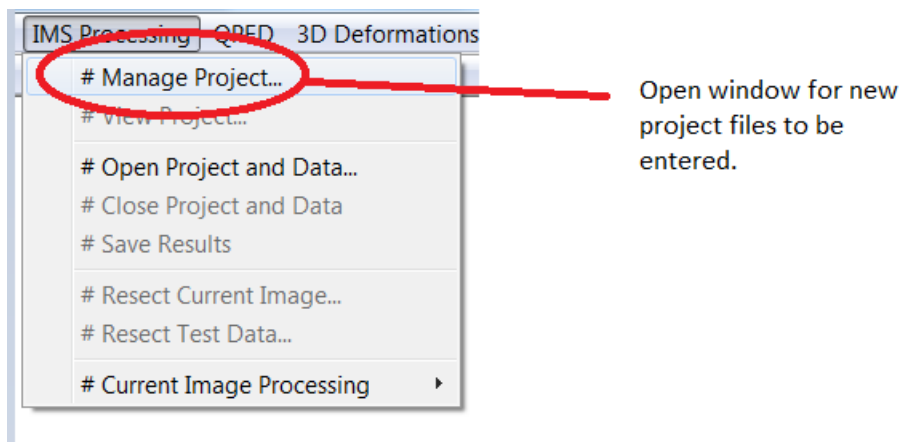 IMS Processing QPED 3D Deformations
# Manage Project...
# View Project...
# Open Project and Data...
# Close Project and Data
# Save Results
# Resect Current Image...
# Resect Test Data...
# Current Image Processing
Open window for new
project files to be
entered.